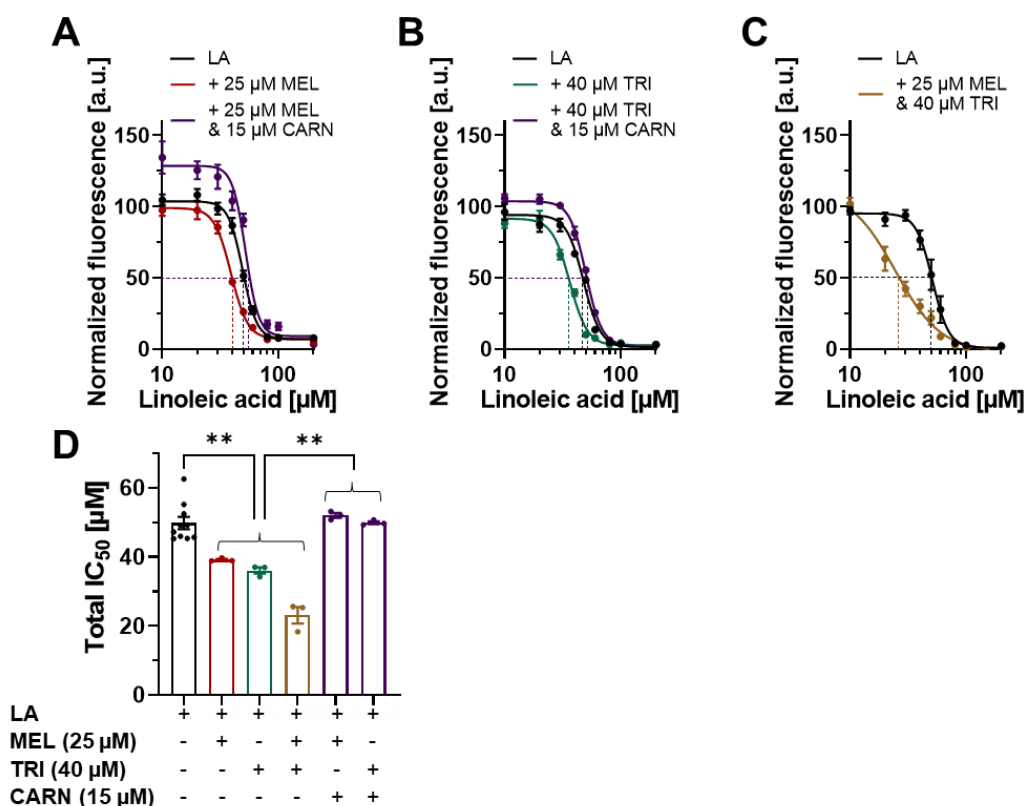 A
LA
+ 25 µM MEL
+ 25 µM MEL
& 15 µM CARN
Normalized fluorescence [a.u.]
150
100
50
0
10
100
Linoleic acid [µM]
B
LA
+ 40 µM TRI
+ 40 µM TRI
& 15 µM CARN
Normalized fluorescence [a.u.]
150
100
50
0
10
100
Linoleic acid [µM]
C
LA
+ 25 µM MEL
& 40 µM TRI
Normalized fluorescence [a.u.]
150
100
50
0
10
100
Linoleic acid [µM]
D
** **
Total IC50 [µM]
60
40
20
0
LA + + + + + +
MEL (25 µM) - + - + + -
TRI (40 µM) - - + + - +
CARN (15 µM) - - - - + +